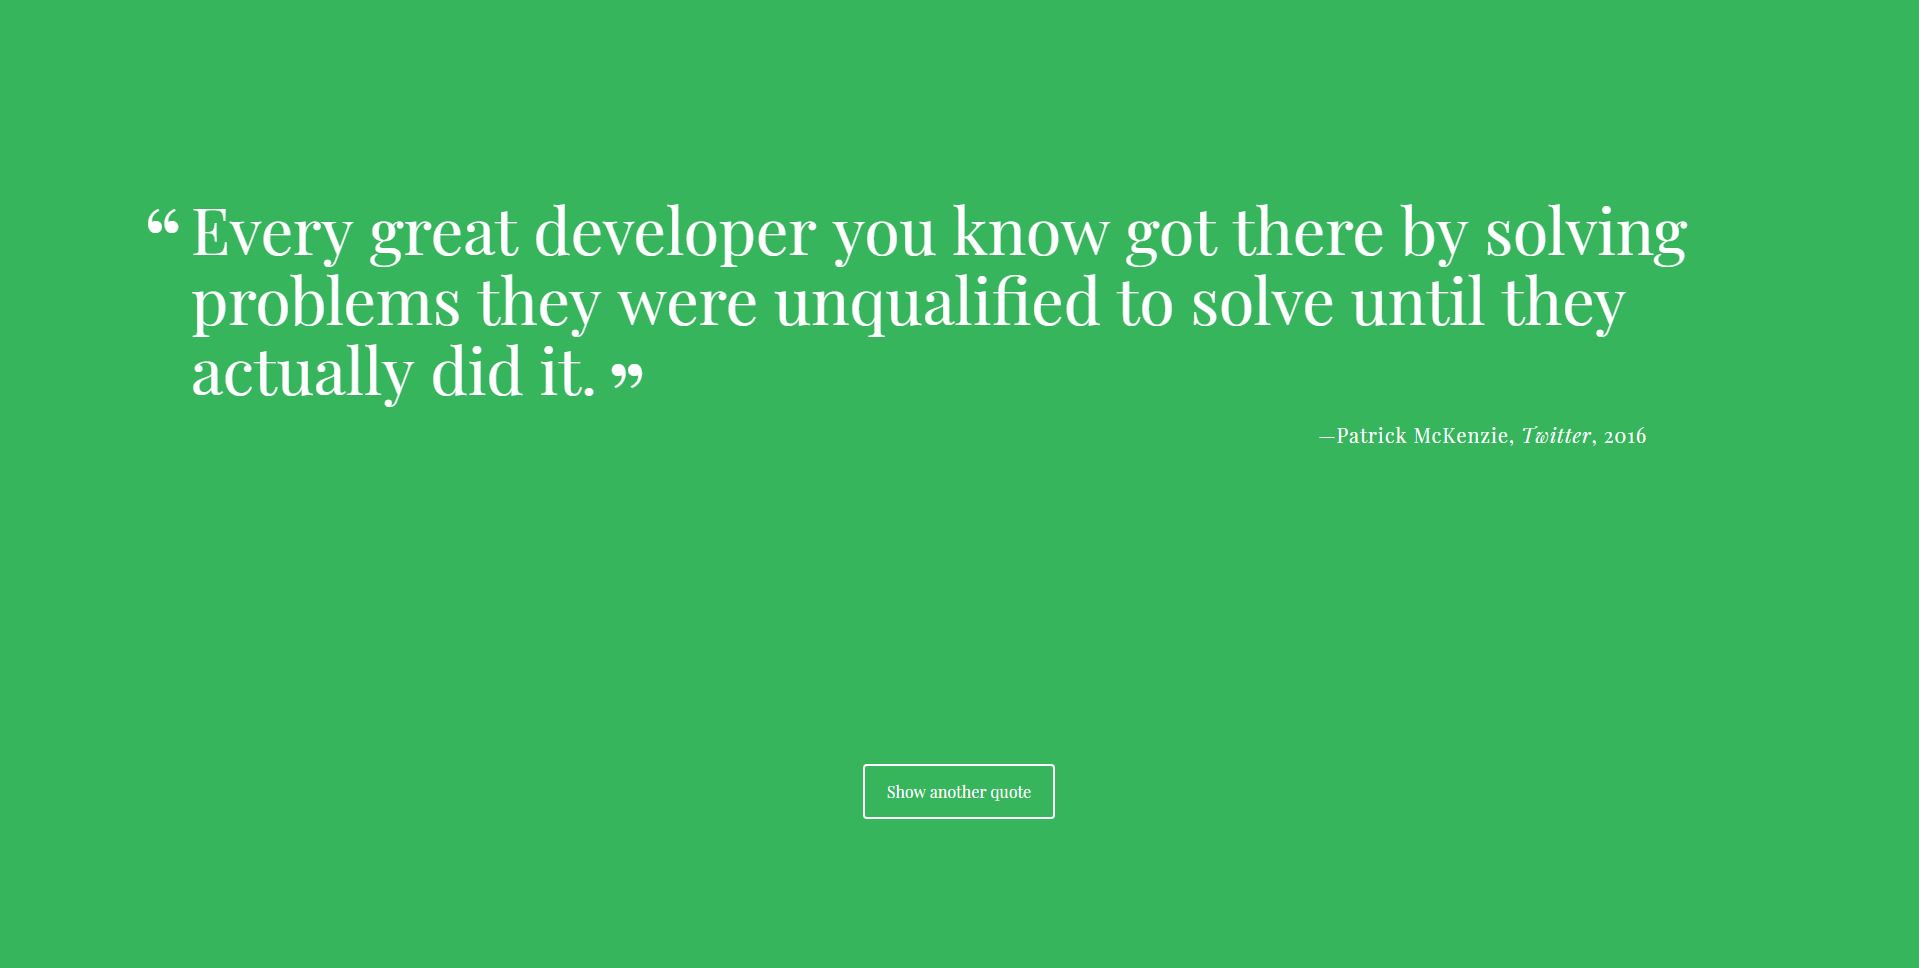 “ Every great developer you know got there by solving
problems they were unqualified to solve until they
actually did it. ”
—Patrick McKenzie, Twitter, 2016
Show another quote